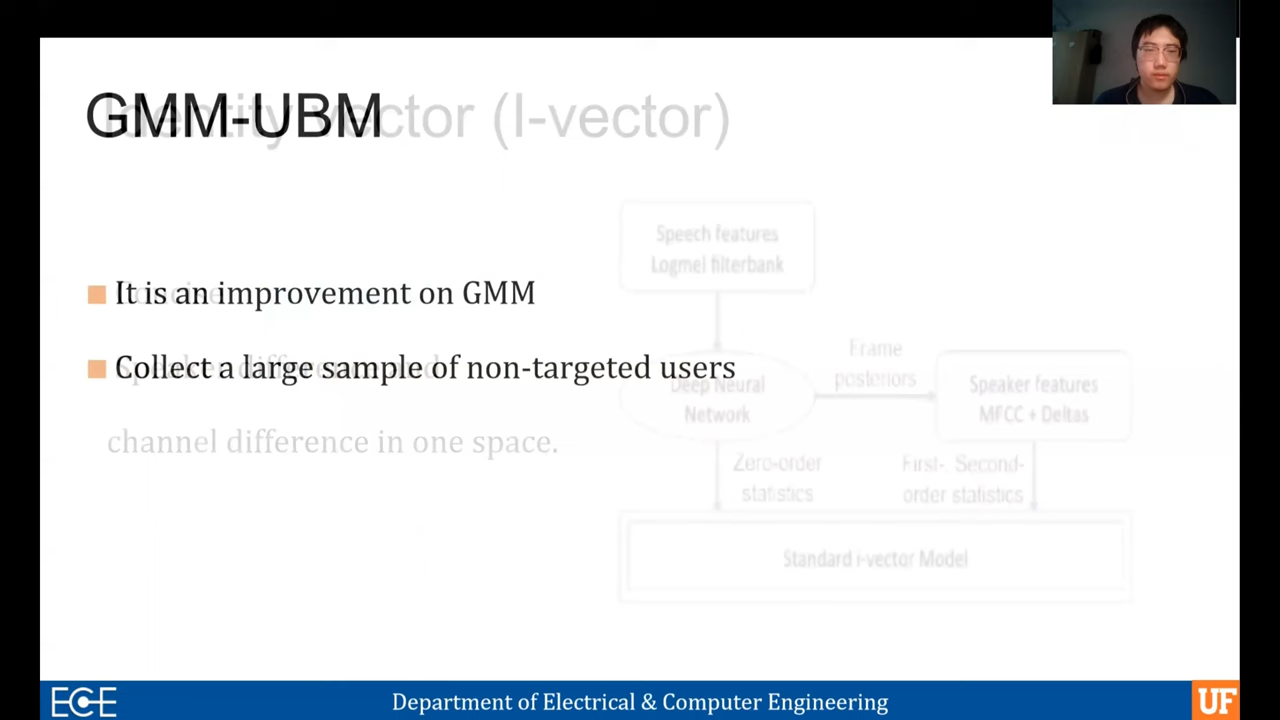 GMM-UBM
Identity vector (I-vector)
It is an improvement on GMM
Collect a large sample of non-targeted users
channel difference in one space.
Speech features
Logmel filterbank
Deep Neural
Network
Frame
posteriors
Speaker features
MFCC + Deltas
Zero-order
statistics
First-, Second-
order statistics
Standard i-vector Model
ECE
Department of Electrical & Computer Engineering
UF